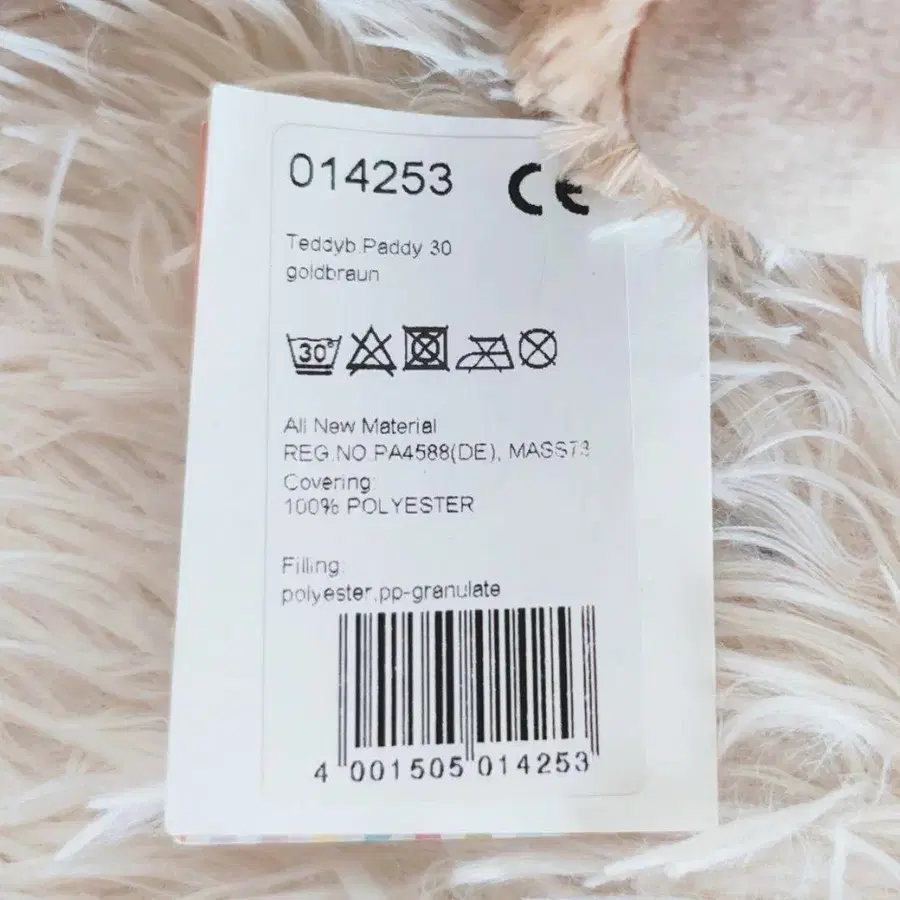 014253 CE
Teddyb.Paddy 30
goldbraun
30°
All New Material
REG.NO.PA4588(DE), MASS73
Covering:
100% POLYESTER
Filling:
polyester,pp-granulate
4 001505 014253